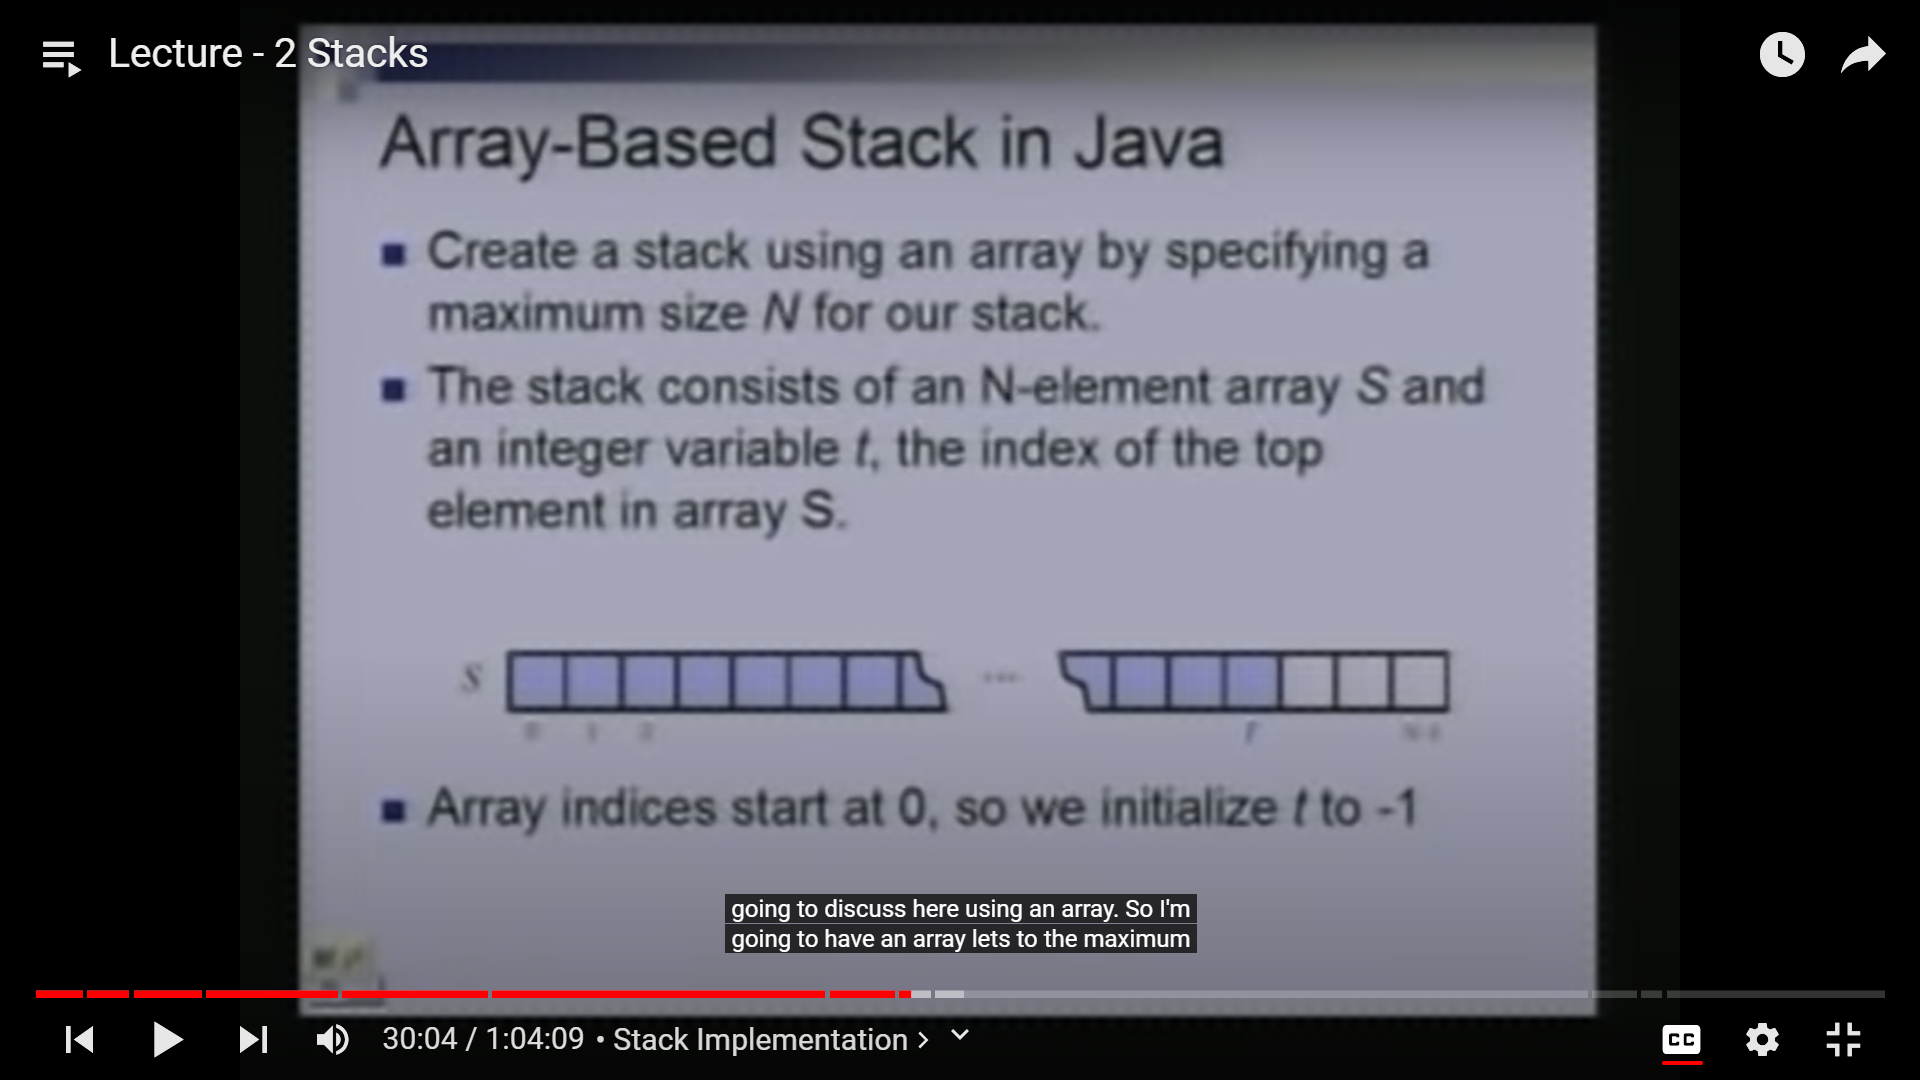 Lecture - 2 Stacks
Array-Based Stack in Java
Create a stack using an array by specifying a
maximum size N for our stack.
The stack consists of an N-element array S and
an integer variable t, the index of the top
element in array S.
S
...
0 1 2
Array indices start at 0, so we initialize t to -1
going to discuss here using an array. So I'm
going to have an array lets to the maximum
30:04 / 1:04:09 • Stack Implementation
CC